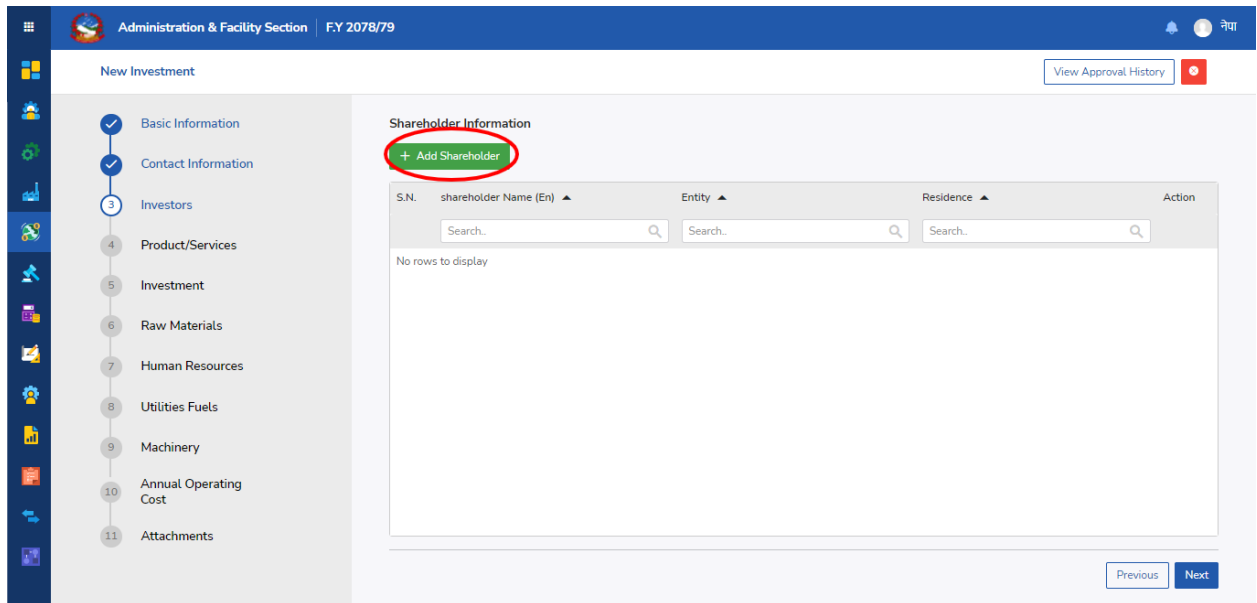 Administration & Facility Section | F.Y 2078/79
नेपा
New Investment
View Approval History
Basic Information
Contact Information
3 Investors
4 Product/Services
5 Investment
6 Raw Materials
7 Human Resources
8 Utilities Fuels
9 Machinery
10 Annual Operating
Cost
11 Attachments
Shareholder Information
+ Add Shareholder
S.N. shareholder Name (En) ▲ Entity ▲ Residence ▲ Action
Search.. Search.. Search..
No rows to display
Previous Next